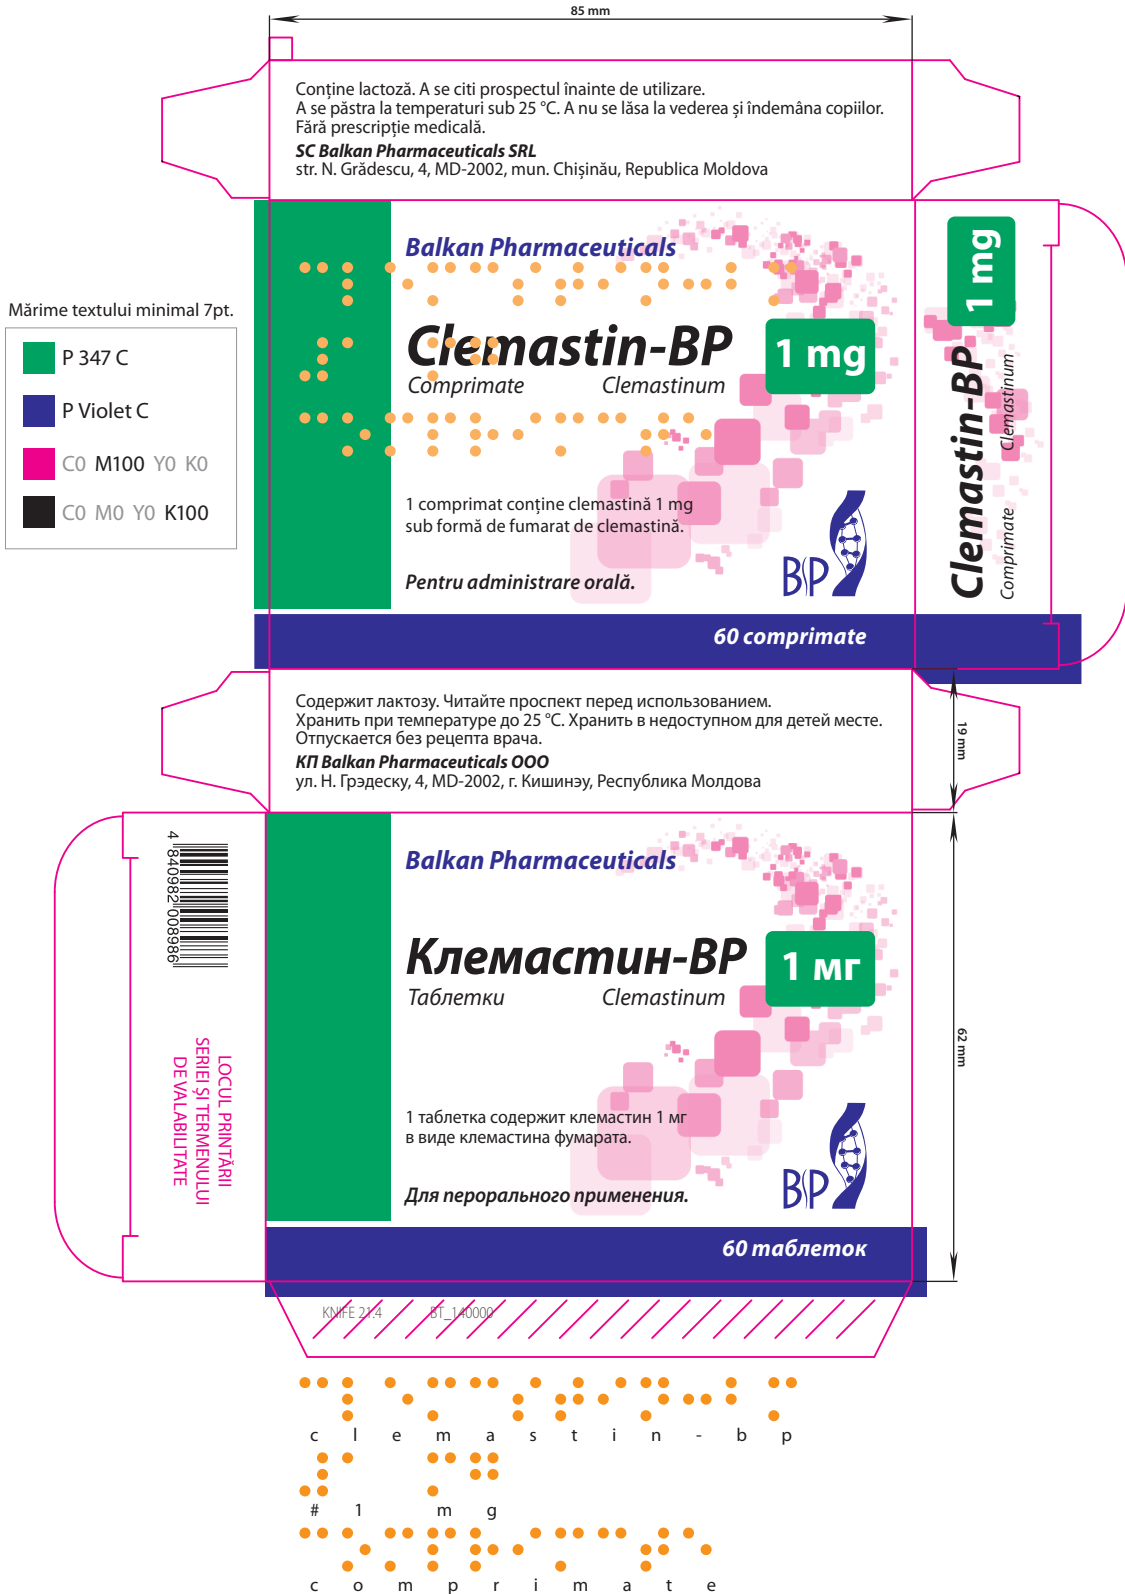 85 mm
Conține lactoză. A se citi prospectul înainte de utilizare.
A se păstra la temperaturi sub 25 °C. A nu se lăsa la vederea și îndemâna copiilor.
Fără prescripție medicală.
SC Balkan Pharmaceuticals SRL
str. N. Grădescu, 4, MD-2002, mun. Chișinău, Republica Moldova
Mărime textului minimal 7pt.
P 347 C
P Violet C
C0 M100 Y0 K0
C0 M0 Y0 K100
Balkan Pharmaceuticals
Clemastin-BP
1 mg
Comprimate Clemastinum
1 comprimat conține clemastină 1 mg
sub formă de fumarat de clemastină.
Pentru administrare orală.
BP
60 comprimate
1 mg
Clemastin-BP
Comprimate Clemastinum
Содержит лактозу. Читайте проспект перед использованием.
Хранить при температуре до 25 °C. Хранить в недоступном для детей месте.
Отпускается без рецепта врача.
КП Balkan Pharmaceuticals ООО
ул. Н. Грэдеску, 4, MD-2002, г. Кишинэу, Республика Молдова
19 mm
4 840982 008986
LOCUL PRINTĂRII
SERIEI ȘI TERMENULUI
DE VALABILITATE
Balkan Pharmaceuticals
Клемастин-ВР
1 мг
Таблетки Clemastinum
1 таблетка содержит клемастин 1 мг
в виде клемастина фумарата.
Для перорального применения.
BP
60 таблеток
62 mm
KNIFE 21.4 BT_140000
c l e m a s t i n - b p
# 1 m g
c o m p r i m a t e